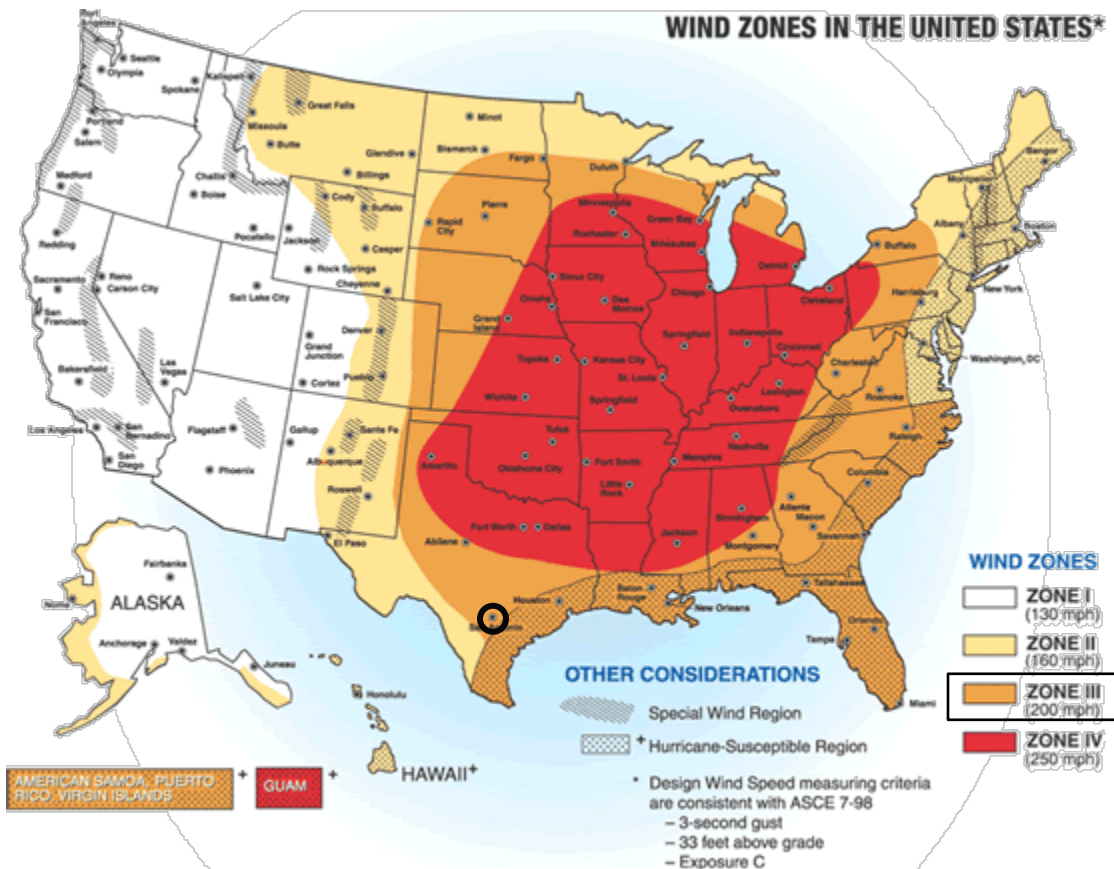 WIND ZONES IN THE UNITED STATES*
Port
Angeles
Seattle
Olympia
Spokane
Kalispell
Great Falls
Portland
Salem
Missoula
Butte
Glendive
Minot
Bismarck
Fargo
Duluth
Bangor
Montpelier
Medford
Challis
Boise
Billings
Cody
Buffalo
Pierre
Rapid
City
Minneapolis
Rochester
Green Bay
Milwaukee
Detroit
Buffalo
Albany
Boston
Redding
Pocatello
Jackson
Casper
Rock Springs
Cheyenne
Sioux City
Omaha
Des
Moines
Chicago
Cleveland
Harrisburg
New York
Sacramento
Reno
Carson City
San
Francisco
Salt Lake City
Grand
Junction
Denver
Pueblo
Grand
Island
Springfield
Indianapolis
Cincinnati
Charleston
Washington, DC
Bakersfield
Las
Vegas
Cortez
Topeka
Kansas City
St. Louis
Lexington
Roanoke
Wichita
Springfield
Owensboro
Los Angeles
San
Bernadino
San
Diego
Flagstaff
Gallup
Sante Fe
Albuquerque
Tulsa
Nashville
Raleigh
Phoenix
Roswell
Amarillo
Oklahoma City
Fort Smith
Memphis
Columbia
Little
Rock
Atlanta
Macon
El Paso
Abilene
Fort Worth
Dallas
Jackson
Birmingham
Montgomery
Savannah
Houston
Baton
Rouge
New Orleans
Tallahassee
Orlando
Tampa
Miami
Fairbanks
Nome
ALASKA
Anchorage
Valdez
Juneau
Honolulu
HAWAII+
AMERICAN SAMOA, PUERTO
RICO, VIRGIN ISLANDS
+
GUAM
+
OTHER CONSIDERATIONS
Special Wind Region
+ Hurricane-Susceptible Region
* Design Wind Speed measuring criteria
are consistent with ASCE 7-98
– 3-second gust
– 33 feet above grade
– Exposure C
WIND ZONES
ZONE I
(130 mph)
ZONE II
(160 mph)
ZONE III
(200 mph)
ZONE IV
(250 mph)